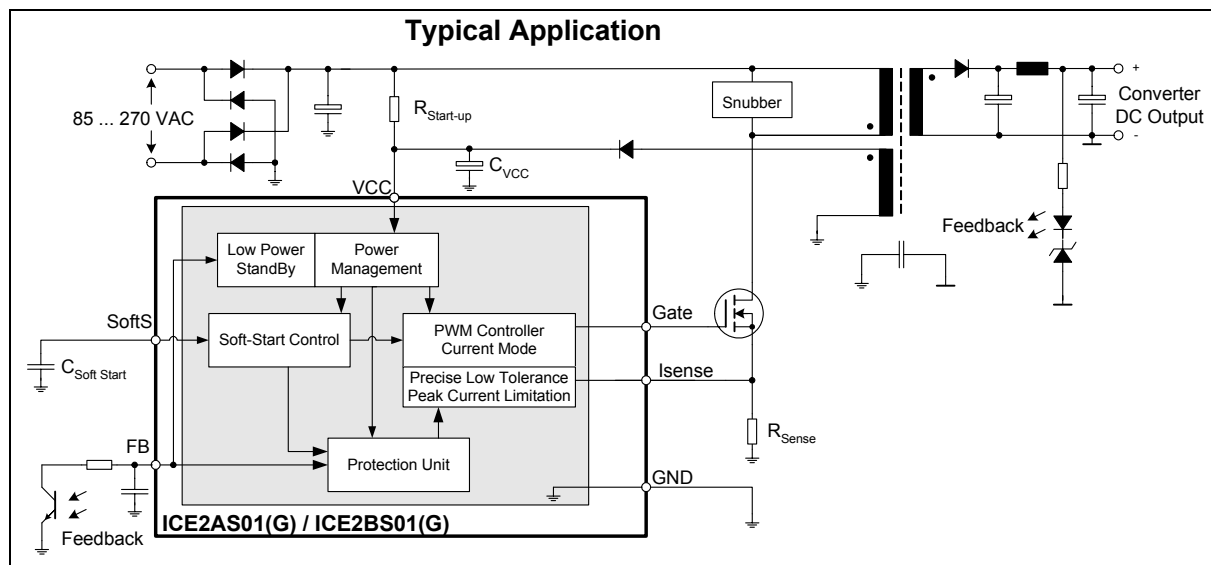 Typical Application
85 ... 270 VAC
RStart-up
Snubber
+
Converter
DC Output
-
CVCC
VCC
Low Power
StandBy
Power
Management
Feedback
SoftS
Soft-Start Control
PWM Controller
Current Mode
Gate
CSoft Start
Precise Low Tolerance
Peak Current Limitation
Isense
RSense
FB
Protection Unit
GND
Feedback
ICE2AS01(G) / ICE2BS01(G)